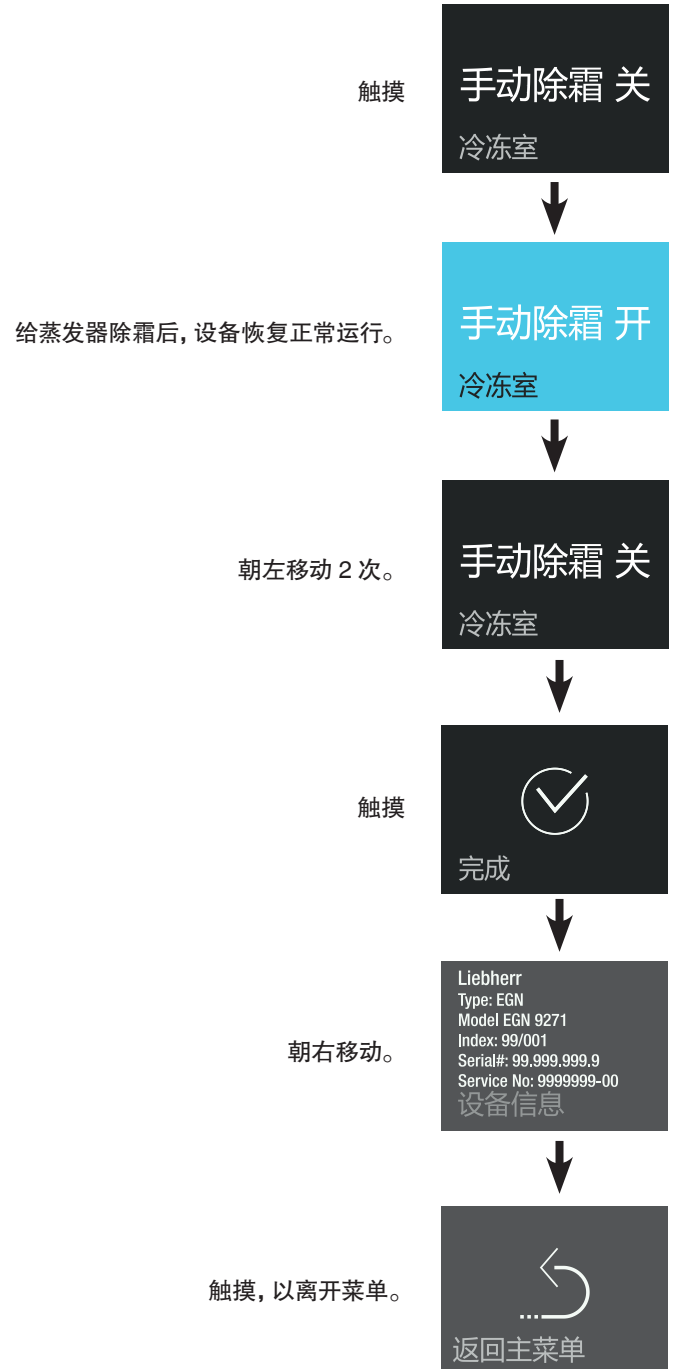 触摸
手动除霜 关
冷冻室
给蒸发器除霜后，设备恢复正常运行。
手动除霜 开
冷冻室
朝左移动 2 次。
手动除霜 关
冷冻室
触摸
完成
朝右移动。
Liebherr
Type: EGN
Model EGN 9271
Index: 99/001
Serial#: 99.999.999.9
Service No: 9999999-00
设备信息
触摸，以离开菜单。
返回主菜单